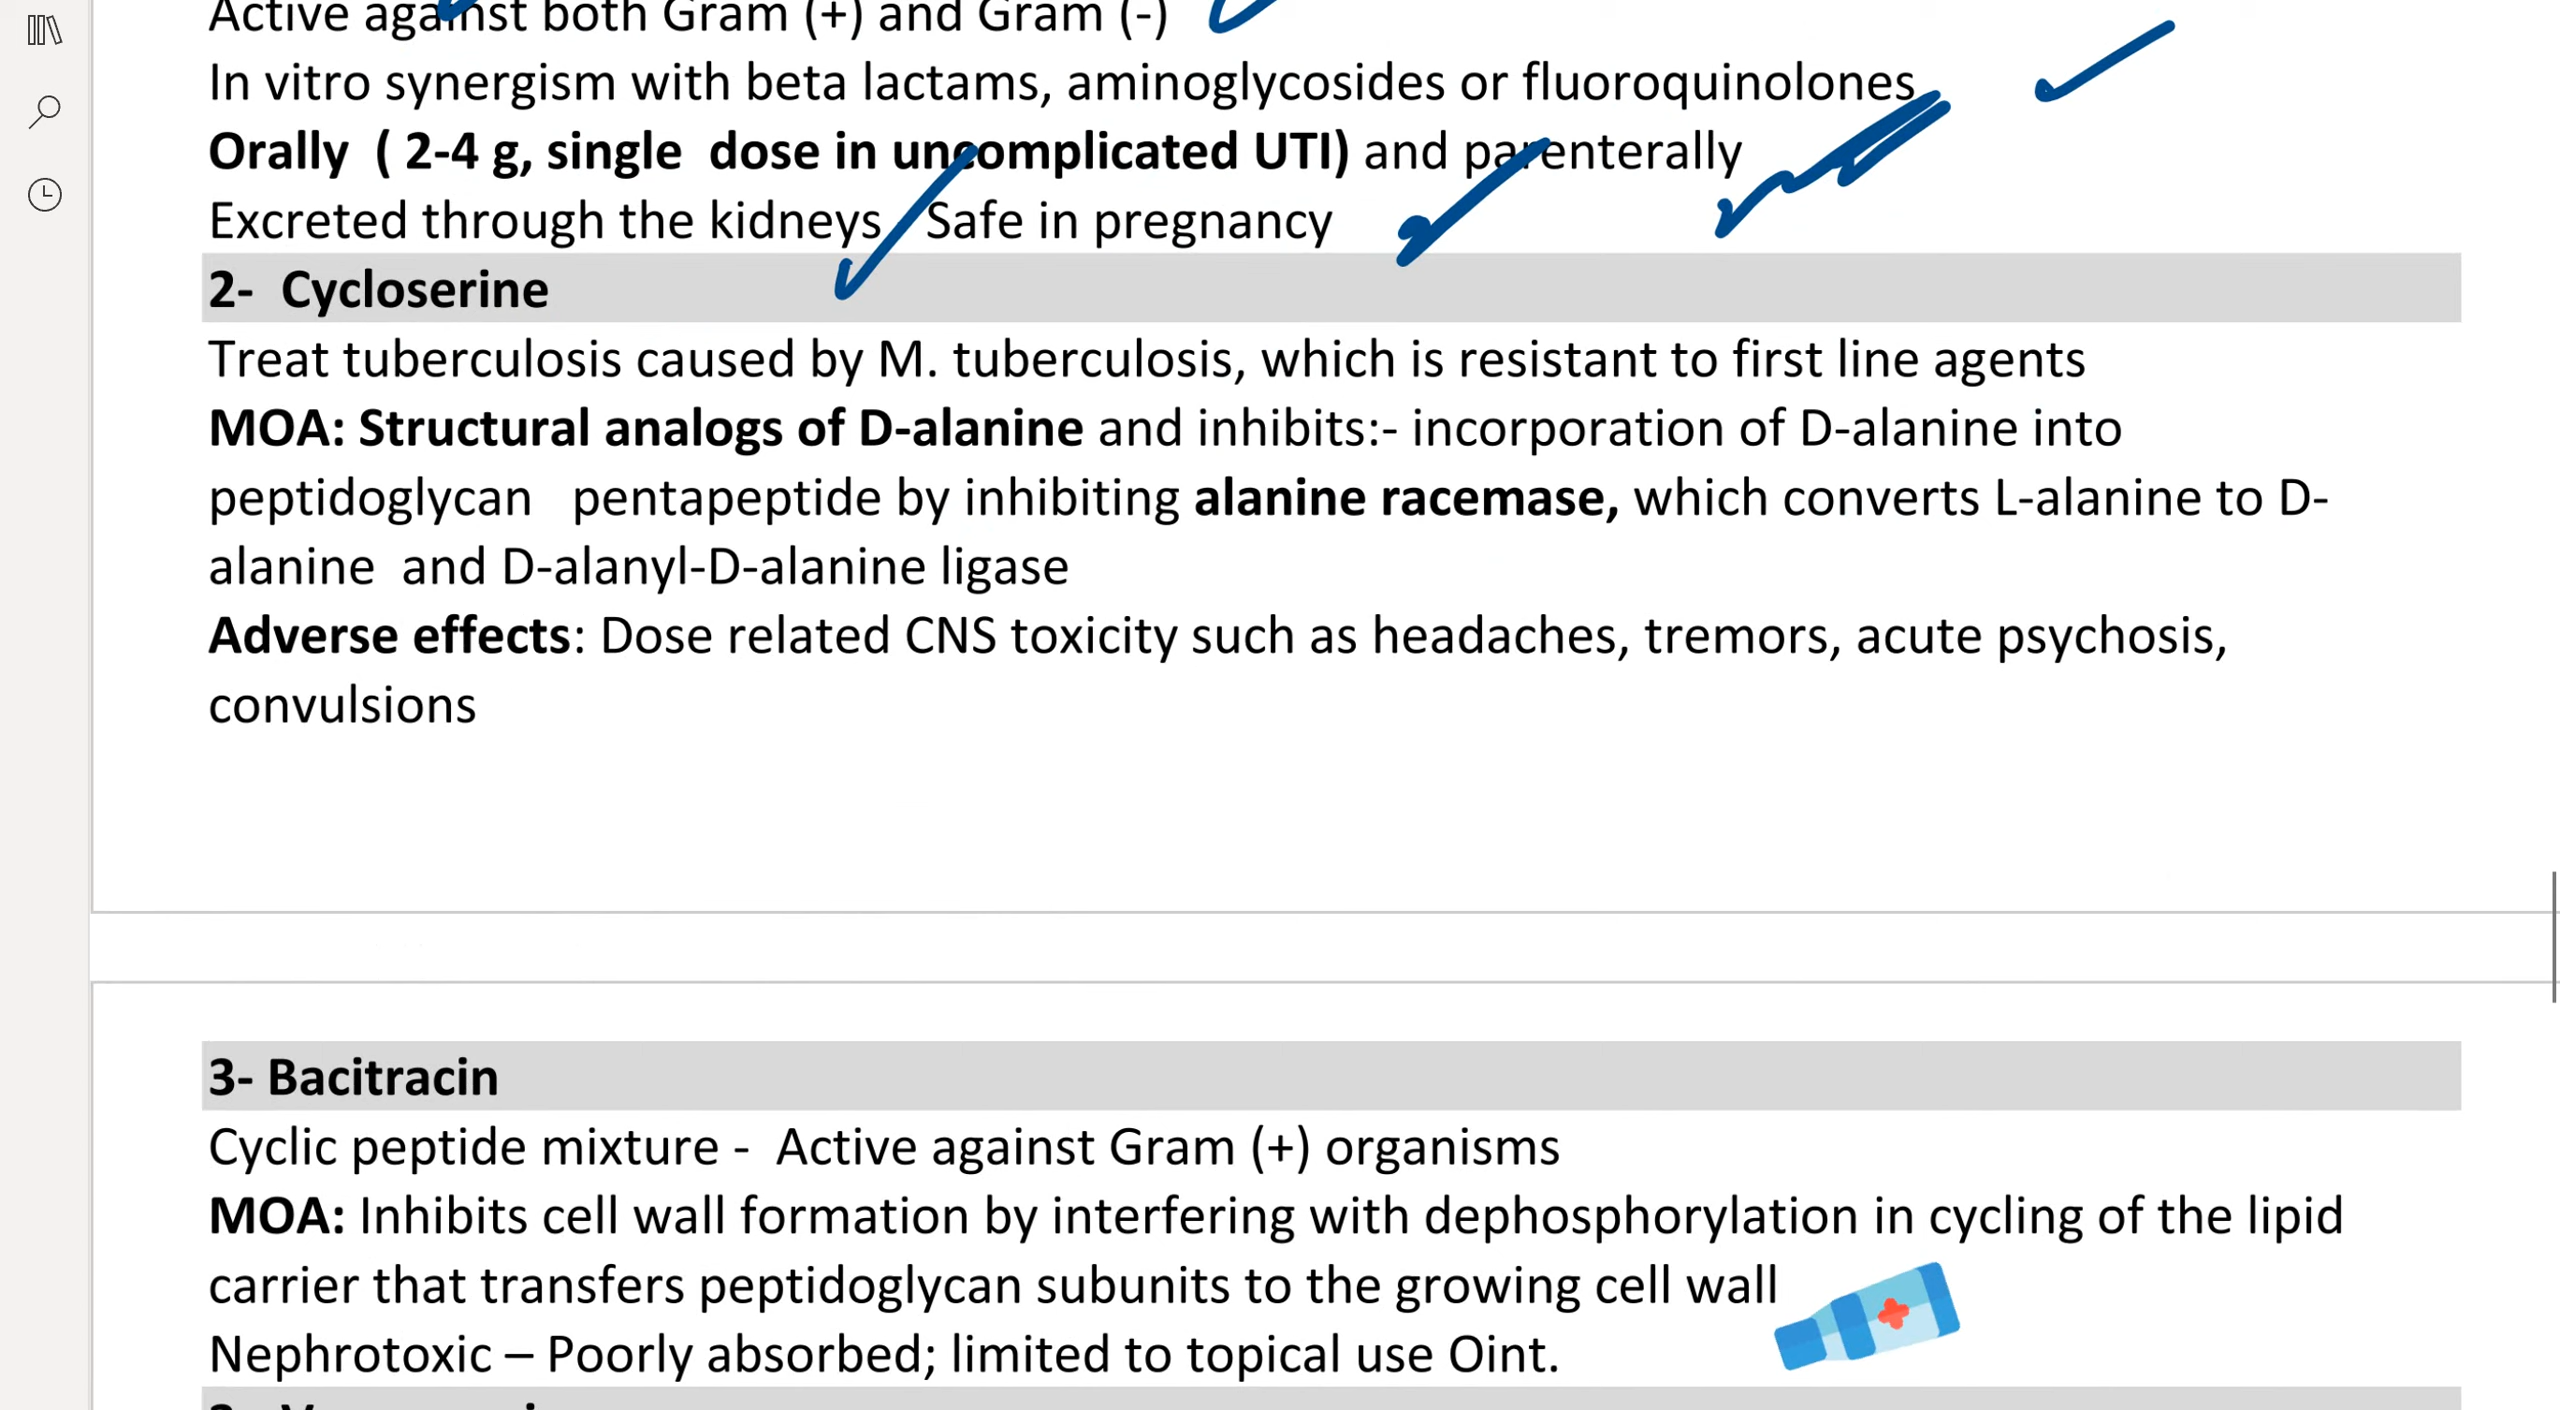 Active against both Gram (+) and Gram (-)
In vitro synergism with beta lactams, aminoglycosides or fluoroquinolones
Orally  ( 2-4 g, single  dose in uncomplicated UTI) and parenterally
Excreted through the kidneys   Safe in pregnancy
2-  Cycloserine
Treat tuberculosis caused by M. tuberculosis, which is resistant to first line agents
MOA: Structural analogs of D-alanine and inhibits:- incorporation of D-alanine into
peptidoglycan   pentapeptide by inhibiting alanine racemase, which converts L-alanine to D-
alanine  and D-alanyl-D-alanine ligase
Adverse effects: Dose related CNS toxicity such as headaches, tremors, acute psychosis,
convulsions
3- Bacitracin
Cyclic peptide mixture -  Active against Gram (+) organisms
MOA: Inhibits cell wall formation by interfering with dephosphorylation in cycling of the lipid
carrier that transfers peptidoglycan subunits to the growing cell wall
Nephrotoxic – Poorly absorbed; limited to topical use Oint.